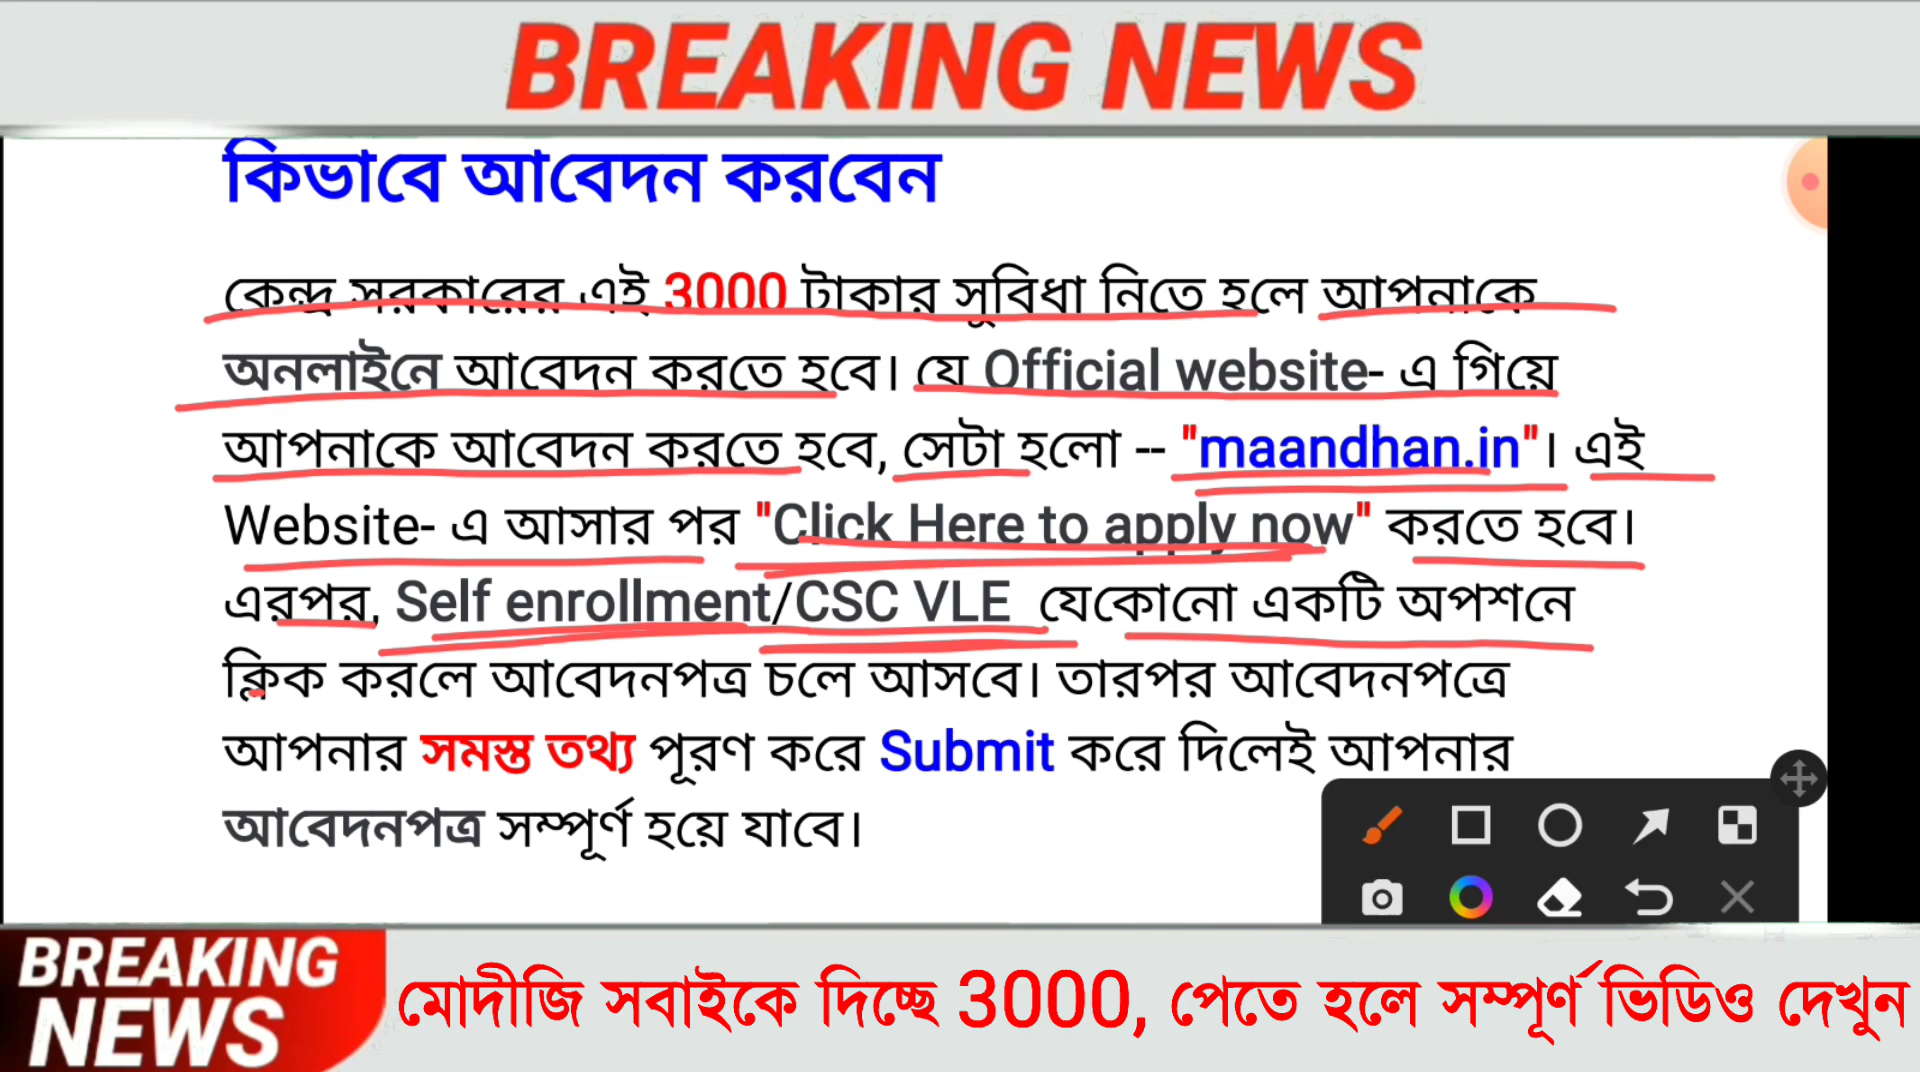 BREAKING NEWS
কিভাবে আবেদন করবেন
কেন্দ্র সরকারের এই 3000 টাকার সুবিধা নিতে হলে আপনাকে
অনলাইনে আবেদন করতে হবে। যে Official website- এ গিয়ে
আপনাকে আবেদন করতে হবে, সেটা হলো -- "maandhan.in"। এই
Website- এ আসার পর "Click Here to apply now" করতে হবে।
এরপর, Self enrollment/CSC VLE যেকোনো একটি অপশনে
ক্লিক করলে আবেদনপত্র চলে আসবে। তারপর আবেদনপত্রে
আপনার সমস্ত তথ্য পূরণ করে Submit করে দিলেই আপনার
আবেদনপত্র সম্পূর্ণ হয়ে যাবে।
BREAKING
NEWS
মোদীজি সবাইকে দিচ্ছে 3000, পেতে হলে সম্পূর্ণ ভিডিও দেখুন